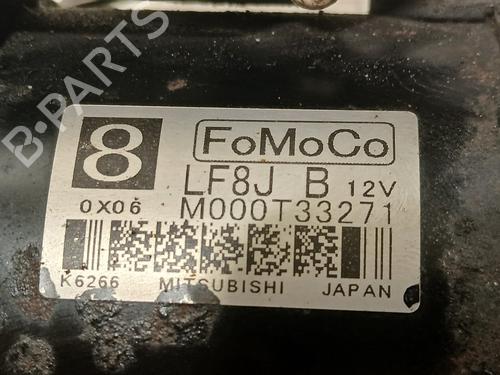 8
FoMoCo
LF8J B 12V
0X06 M000T33271
K6266 MITSUBISHI JAPAN
B-PARTS